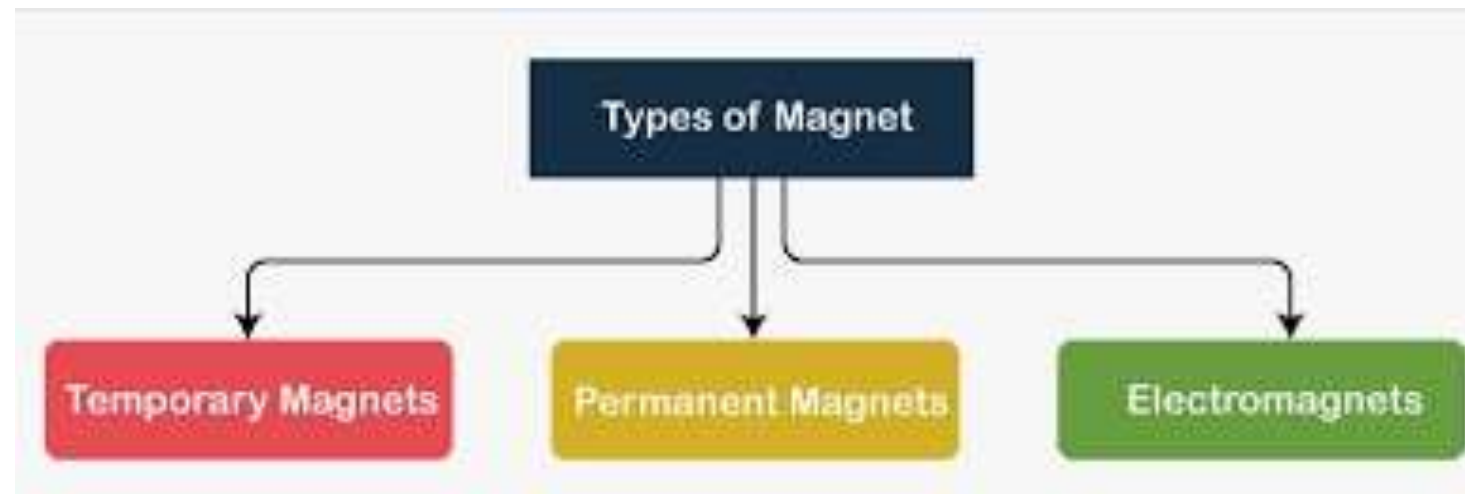 Types of Magnet
Temporary Magnets
Permanent Magnets
Electromagnets